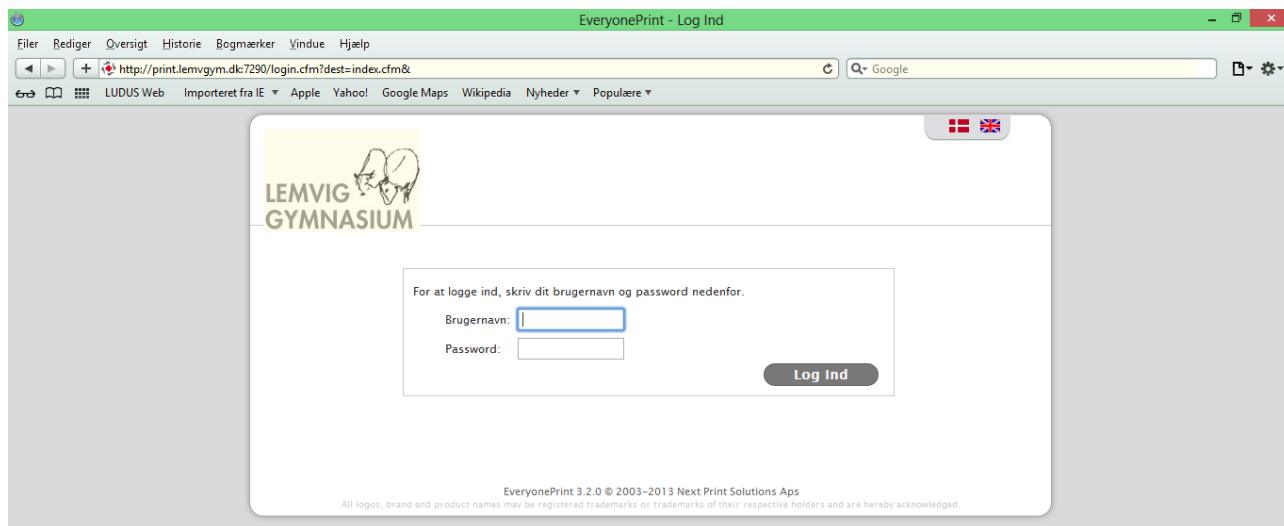 EveryonePrint - Log Ind
Eiler Rediger Oversigt Historie Bogmærker Vindue Hjælp
http://print.lemvgym.dk:7290/login.cfm?dest=index.cfm& Google
LUDUS Web Importeret fra IE Apple Yahoo! Google Maps Wikipedia Nyheder Populære
LEMVIG
GYMNASIUM
For at logge ind, skriv dit brugernavn og password nedenfor.
Brugernavn:
Password:
Log Ind
EveryonePrint 3.2.0 © 2003-2013 Next Print Solutions Aps
All logos, brand and product names may be registered trademarks or trademarks of their respective holders and are hereby acknowledged.